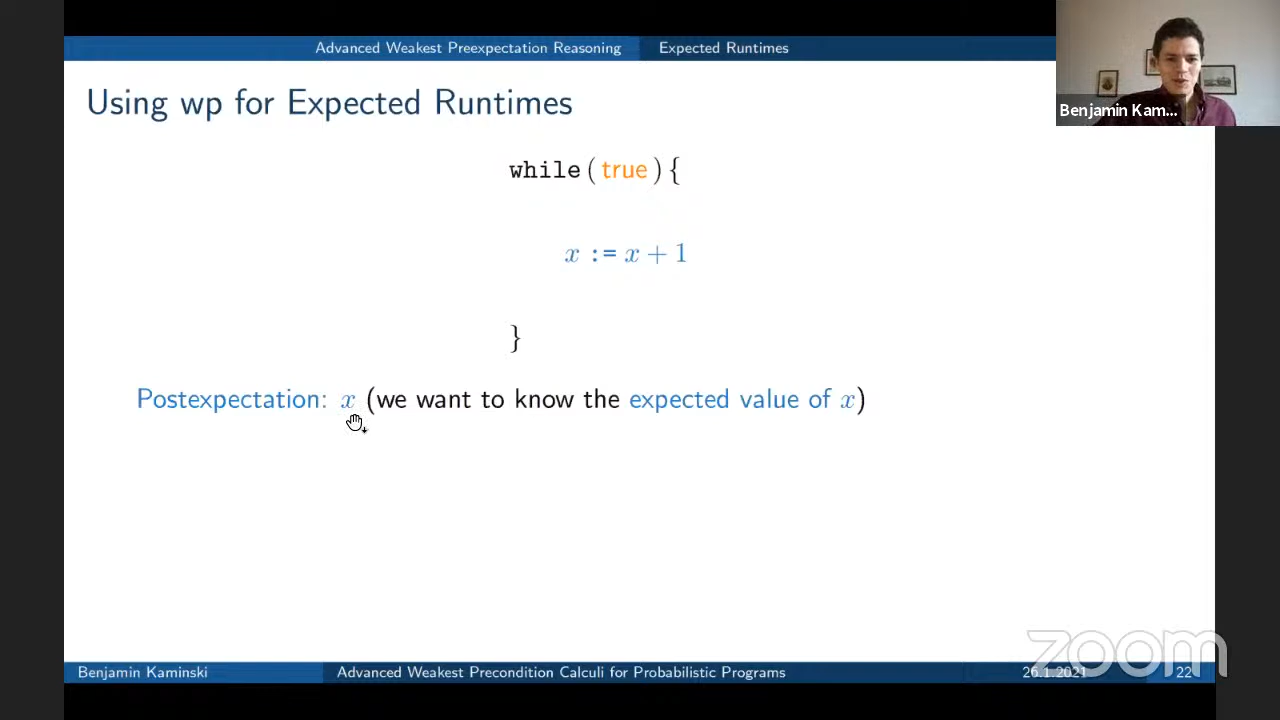 Advanced Weakest Preexpectation Reasoning Expected Runtimes
Using wp for Expected Runtimes
Benjamin Kam...
while (true) {
x := x + 1
}
Postexpectation: x (we want to know the expected value of x)
zoom
Benjamin Kaminski Advanced Weakest Precondition Calculi for Probabilistic Programs 26.1.2021 22